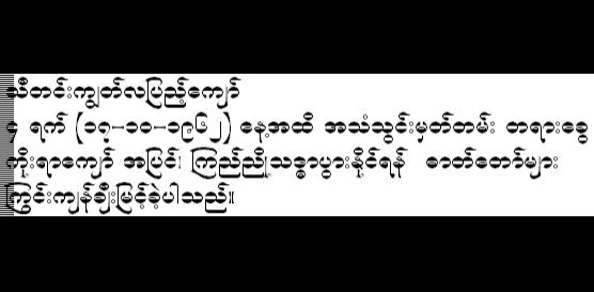 သီတင်းကျွတ်လပြည့်ကျော်
၄ ရက် (၁၇–၁၀–၁၉၆၂) နေ့အထိ အသံသွင်းမှတ်တမ်း တရားခွေ
ကိုးရာကျော် အပြင်၊ ကြည်ညိုသဒ္ဓာပွားနိုင်ရန် ဓာတ်တော်များ
ကြွင်းကျန်ချီးမြှင့်ခဲ့ပါသည်။